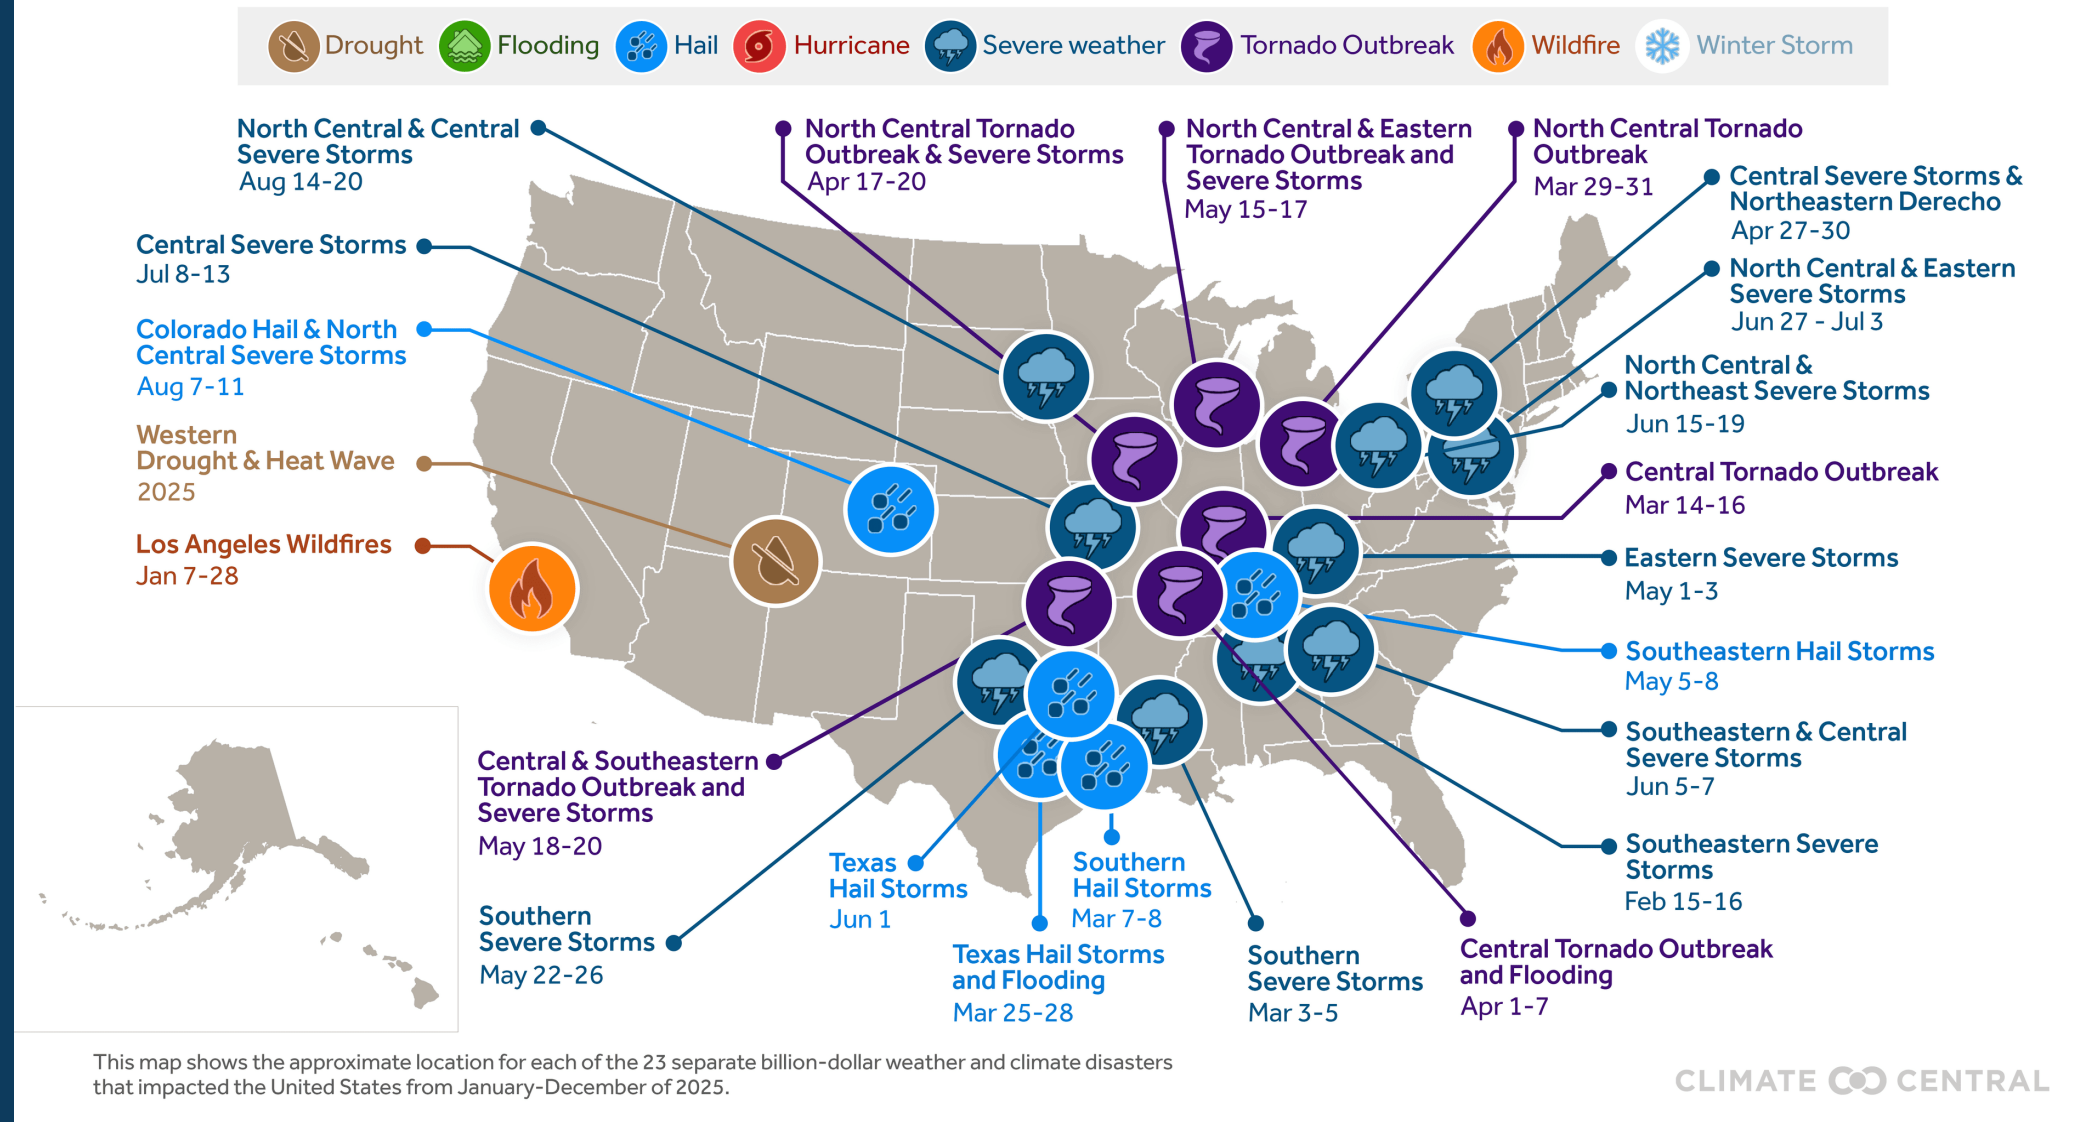 Drought Flooding Hail Hurricane Severe weather Tornado Outbreak Wildfire Winter Storm
North Central & Central
Severe Storms
Aug 14-20
Central Severe Storms
Jul 8-13
Colorado Hail & North
Central Severe Storms
Aug 7-11
Western
Drought & Heat Wave
2025
Los Angeles Wildfires
Jan 7-28
North Central Tornado
Outbreak & Severe Storms
Apr 17-20
North Central & Eastern
Tornado Outbreak and
Severe Storms
May 15-17
North Central Tornado
Outbreak
Mar 29-31
Central Severe Storms &
Northeastern Derecho
Apr 27-30
North Central & Eastern
Severe Storms
Jun 27 - Jul 3
North Central &
Northeast Severe Storms
Jun 15-19
Central Tornado Outbreak
Mar 14-16
Eastern Severe Storms
May 1-3
Southeastern Hail Storms
May 5-8
Southeastern & Central
Severe Storms
Jun 5-7
Southeastern Severe
Storms
Feb 15-16
Central & Southeastern
Tornado Outbreak and
Severe Storms
May 18-20
Southern
Severe Storms
May 22-26
Texas
Hail Storms
Jun 1
Southern
Hail Storms
Mar 7-8
Texas Hail Storms
and Flooding
Mar 25-28
Southern
Severe Storms
Mar 3-5
Central Tornado Outbreak
and Flooding
Apr 1-7
This map shows the approximate location for each of the 23 separate billion-dollar weather and climate disasters
that impacted the United States from January-December of 2025.
CLIMATE CENTRAL